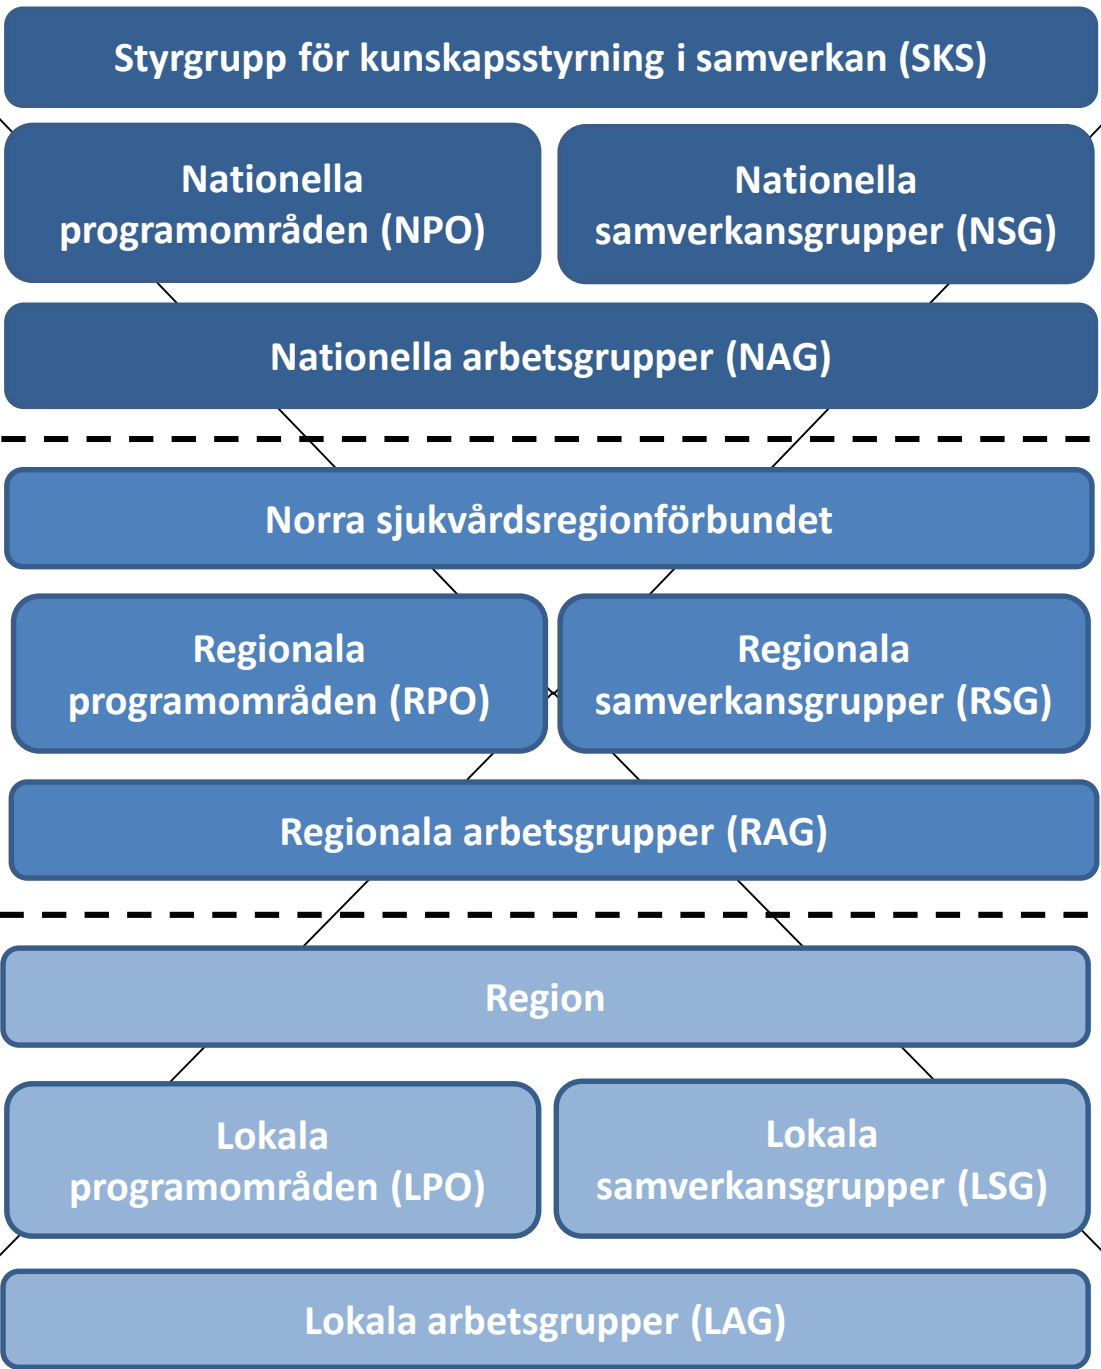 Styrgrupp för kunskapsstyrning i samverkan (SKS)
Nationella
programområden (NPO)
Nationella
samverkansgrupper (NSG)
Nationella arbetsgrupper (NAG)
Norra sjukvårdsregionförbundet
Regionala
programområden (RPO)
Regionala
samverkansgrupper (RSG)
Regionala arbetsgrupper (RAG)
Region
Lokala
programområden (LPO)
Lokala
samverkansgrupper (LSG)
Lokala arbetsgrupper (LAG)